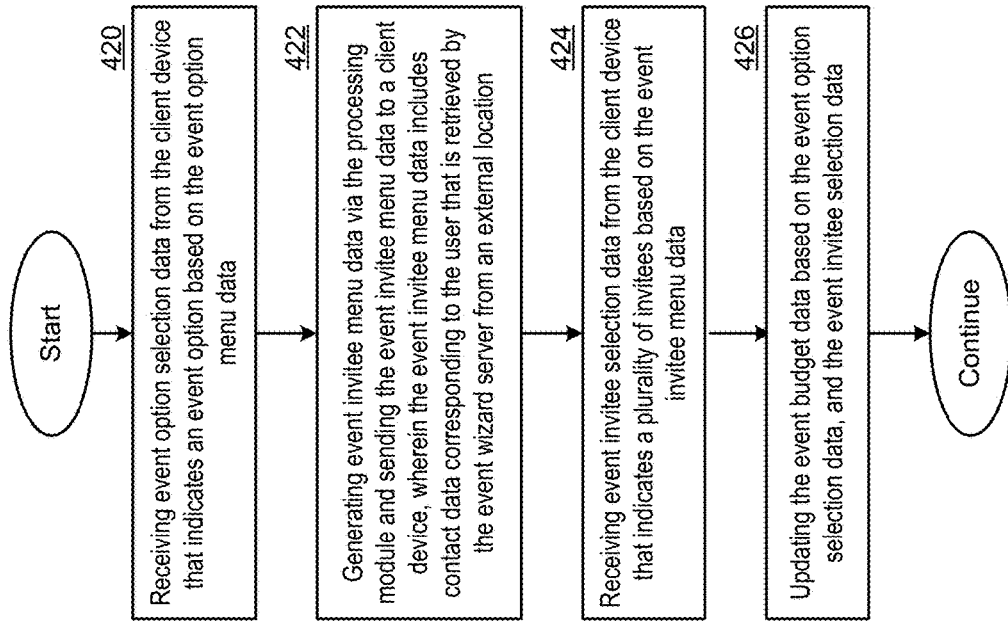 Start
420
Receiving event option selection data from the client device
that indicates an event option based on the event option
menu data
422
Generating event invitee menu data via the processing
module and sending the event invitee menu data to a client
device, wherein the event invitee menu data includes
contact data corresponding to the user that is retrieved by
the event wizard server from an external location
424
Receiving event invitee selection data from the client device
that indicates a plurality of invitees based on the event
invitee menu data
426
Updating the event budget data based on the event option
selection data, and the event invitee selection data
Continue